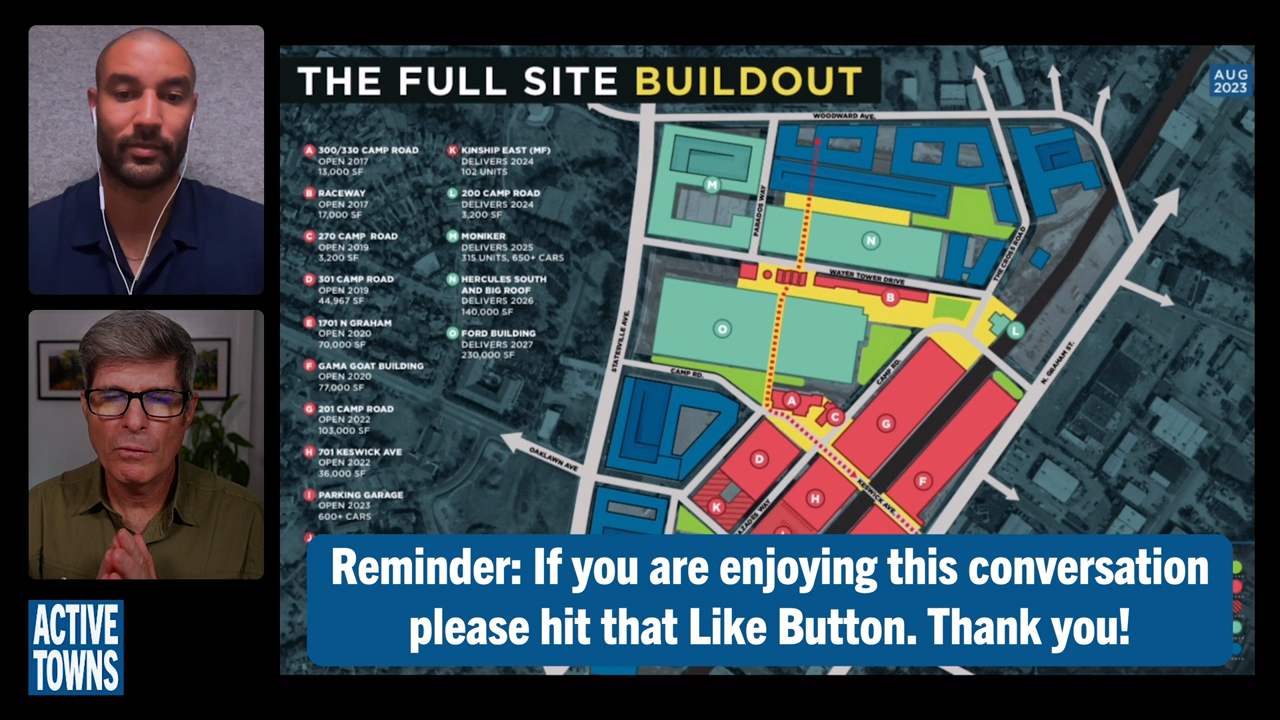 THE FULL SITE BUILDOUT
AUG
2023
A 300/330 CAMP ROAD
OPEN 2017
13,000 SF
B RACEWAY
OPEN 2017
17,000 SF
C 270 CAMP ROAD
OPEN 2019
3,200 SF
D 301 CAMP ROAD
OPEN 2019
44,967 SF
E 1701 N GRAHAM
OPEN 2020
70,000 SF
F GAMA GOAT BUILDING
OPEN 2020
77,000 SF
G 201 CAMP ROAD
OPEN 2022
103,000 SF
H 701 KESWICK AVE
OPEN 2022
36,000 SF
I PARKING GARAGE
OPEN 2023
600+ CARS
J
K KINSHIP EAST (MF)
DELIVERS 2024
102 UNITS
L 200 CAMP ROAD
DELIVERS 2024
3,200 SF
M MONIKER
DELIVERS 2025
315 UNITS, 650+ CARS
N HERCULES SOUTH
AND BIG ROOF
DELIVERS 2026
140,000 SF
O FORD BUILDING
DELIVERS 2027
230,000 SF
WOODWARD AVE.
PARADOS WAY
THE CROSS ROAD
M
N
WATER TOWER DRIVE
B
L
O
STATESVILLE AVE.
N. GRAHAM ST.
CAMP RD.
CAMP RD.
A
C
G
OAKLAWN AVE
D
F
H
K
KESWICK AVE.
Reminder: If you are enjoying this conversation
please hit that Like Button. Thank you!
ACTIVE
TOWNS